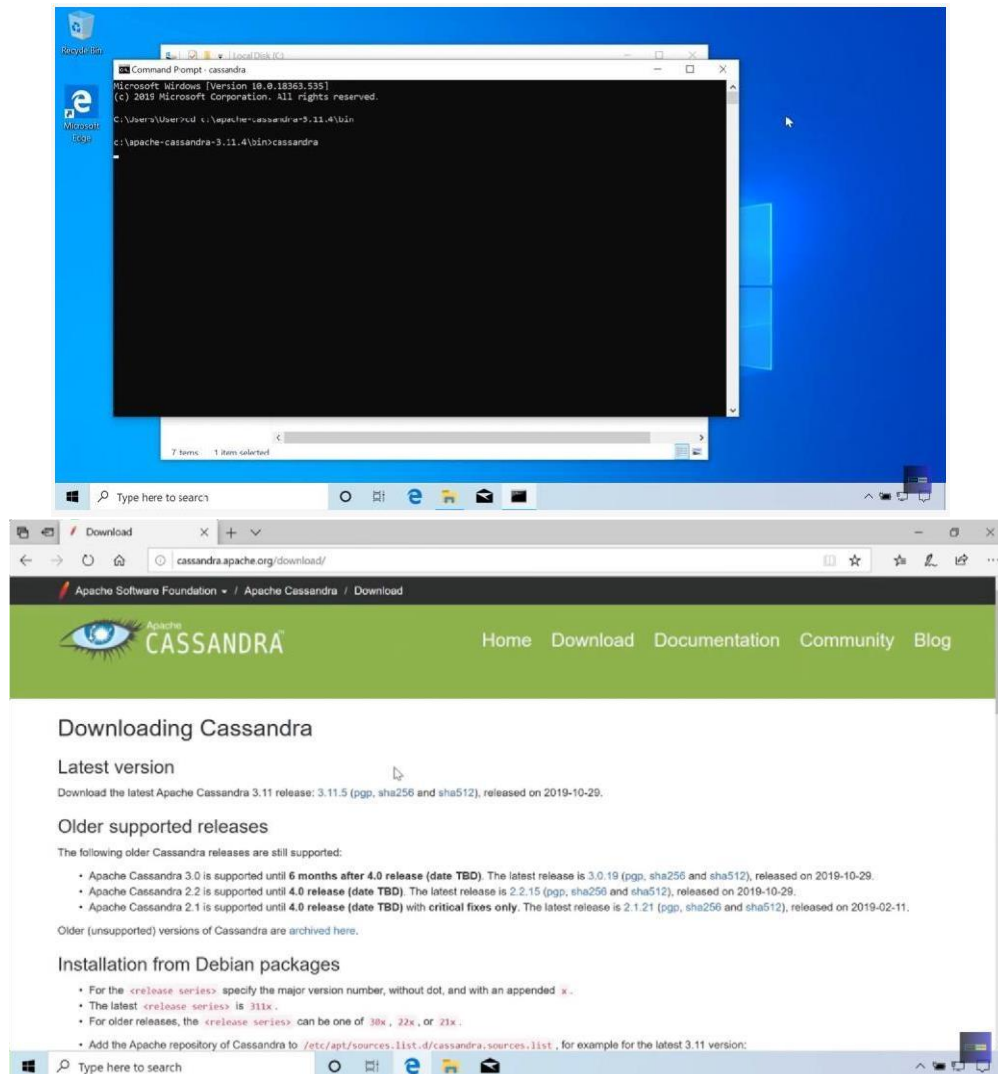 Recycle Bin
Local Disk (C:)
Command Prompt - cassandra
Microsoft Windows [Version 10.0.18363.535]
(c) 2019 Microsoft Corporation. All rights reserved.
Microsoft Edge
C:\Users\User>cd c:\apache-cassandra-3.11.4\bin
c:\apache-cassandra-3.11.4\bin>cassandra
7 items 1 item selected
Type here to search
Download
cassandra.apache.org/download/
Apache Software Foundation / Apache Cassandra / Download
Apache
CASSANDRA
Home Download Documentation Community Blog
Downloading Cassandra
Latest version
Download the latest Apache Cassandra 3.11 release: 3.11.5 (pgp, sha256 and sha512), released on 2019-10-29.
Older supported releases
The following older Cassandra releases are still supported:
• Apache Cassandra 3.0 is supported until 6 months after 4.0 release (date TBD). The latest release is 3.0.19 (pgp, sha256 and sha512), released on 2019-10-29.
• Apache Cassandra 2.2 is supported until 4.0 release (date TBD). The latest release is 2.2.15 (pgp, sha256 and sha512), released on 2019-10-29.
• Apache Cassandra 2.1 is supported until 4.0 release (date TBD) with critical fixes only. The latest release is 2.1.21 (pgp, sha256 and sha512), released on 2019-02-11.
Older (unsupported) versions of Cassandra are archived here.
Installation from Debian packages
• For the <release series> specify the major version number, without dot, and with an appended x.
• The latest <release series> is 311x.
• For older releases, the <release series> can be one of 30x, 22x, or 21x.
• Add the Apache repository of Cassandra to /etc/apt/sources.list.d/cassandra.sources.list, for example for the latest 3.11 version:
Type here to search